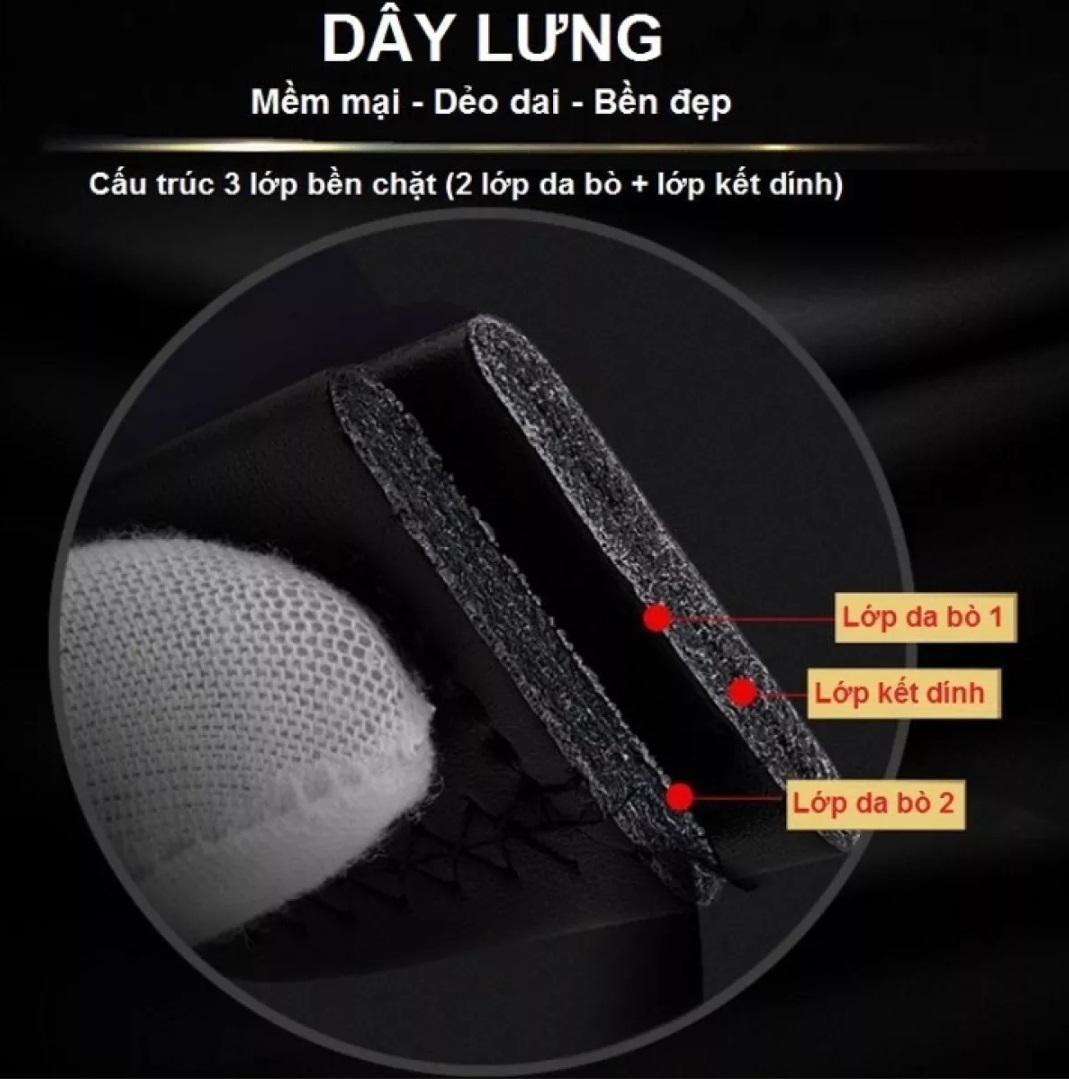 DÂY LƯNG
Mềm mại - Dẻo dai - Bền đẹp
Cấu trúc 3 lớp bền chặt (2 lớp da bò + lớp kết dính)
Lớp da bò 1
Lớp kết dính
Lớp da bò 2